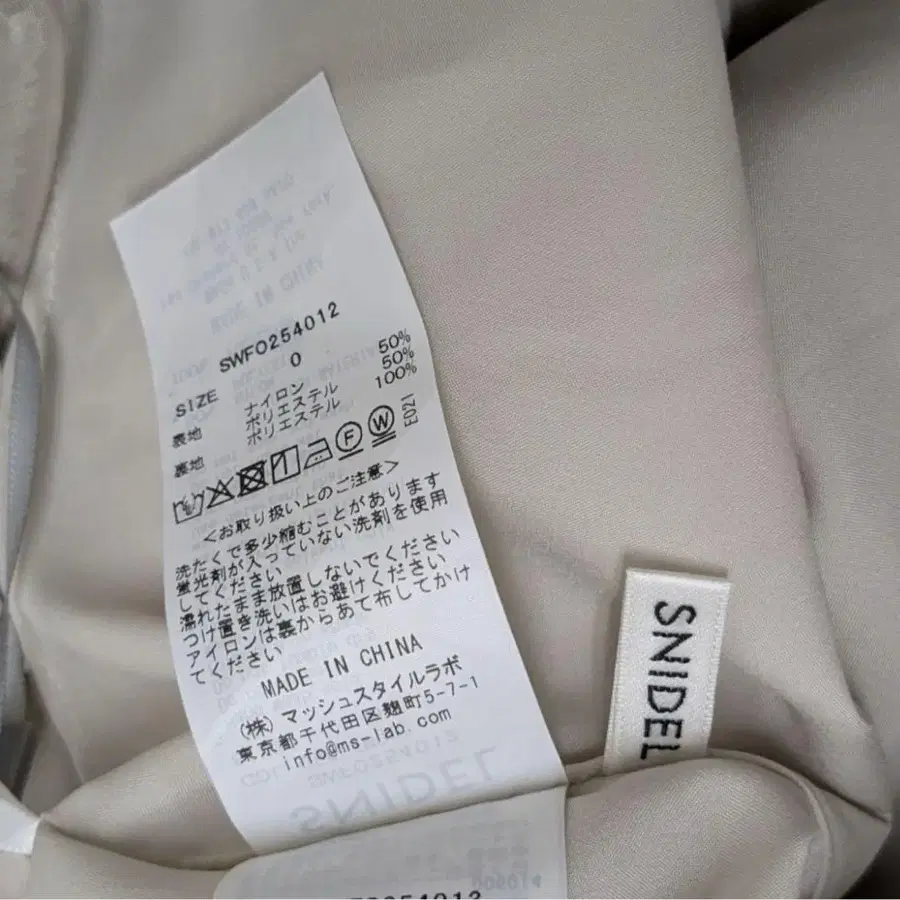 SWFO254012
SIZE 0
表地 ナイロン 50%
ポリエステル 50%
裏地 ポリエステル 100%
F W E021
<お取り扱い上のご注意>
洗たくで多少縮むことがあります
蛍光剤が入っていない洗剤を使用
してください
濡れたまま放置しないでください
つけ置き洗いはお避けください
アイロンは裏からあて布してかけ
てください
MADE IN CHINA
(株)マッシュスタイルラボ
東京都千代田区麹町5-7-1
info@ms-lab.com
SNIDEL